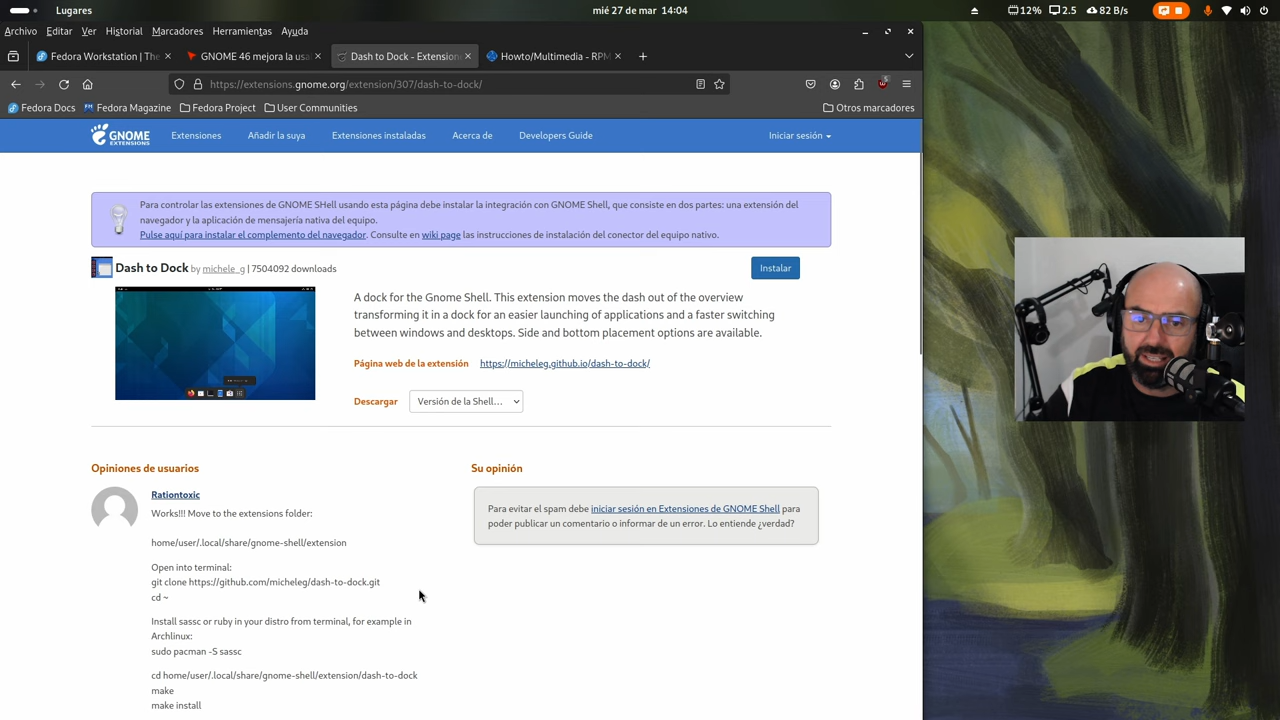 Lugares
mié 27 de mar 14:04
12%
2.5
82 B/s
Archivo
Editar
Ver
Historial
Marcadores
Herramientas
Ayuda
Fedora Workstation | The
GNOME 46 mejora la usa
Dash to Dock - Extension
Howto/Multimedia - RPM
https://extensions.gnome.org/extension/307/dash-to-dock/
Fedora Docs
Fedora Magazine
Fedora Project
User Communities
Otros marcadores
GNOME
EXTENSIONS
Extensiones
Añadir la suya
Extensiones instaladas
Acerca de
Developers Guide
Iniciar sesión
Para controlar las extensiones de GNOME SHell usando esta página debe instalar la integración con GNOME Shell, que consiste en dos partes: una extensión del
navegador y la aplicación de mensajería nativa del equipo.
Pulse aquí para instalar el complemento del navegador. Consulte en wiki page las instrucciones de instalación del conector del equipo nativo.
Dash to Dock by michele_g | 7504092 downloads
Instalar
A dock for the Gnome Shell. This extension moves the dash out of the overview
transforming it in a dock for an easier launching of applications and a faster switching
between windows and desktops. Side and bottom placement options are available.
Página web de la extensión
https://micheleg.github.io/dash-to-dock/
Descargar
Versión de la Shell...
Opiniones de usuarios
Su opinión
Rationtoxic
Works!!! Move to the extensions folder:
home/user/.local/share/gnome-shell/extension
Open into terminal:
git clone https://github.com/micheleg/dash-to-dock.git
cd ~
Install sassc or ruby in your distro from terminal, for example in
Archlinux:
sudo pacman -S sassc
cd home/user/.local/share/gnome-shell/extension/dash-to-dock
make
make install
Para evitar el spam debe iniciar sesión en Extensiones de GNOME Shell para
poder publicar un comentario o informar de un error. Lo entiende ¿verdad?